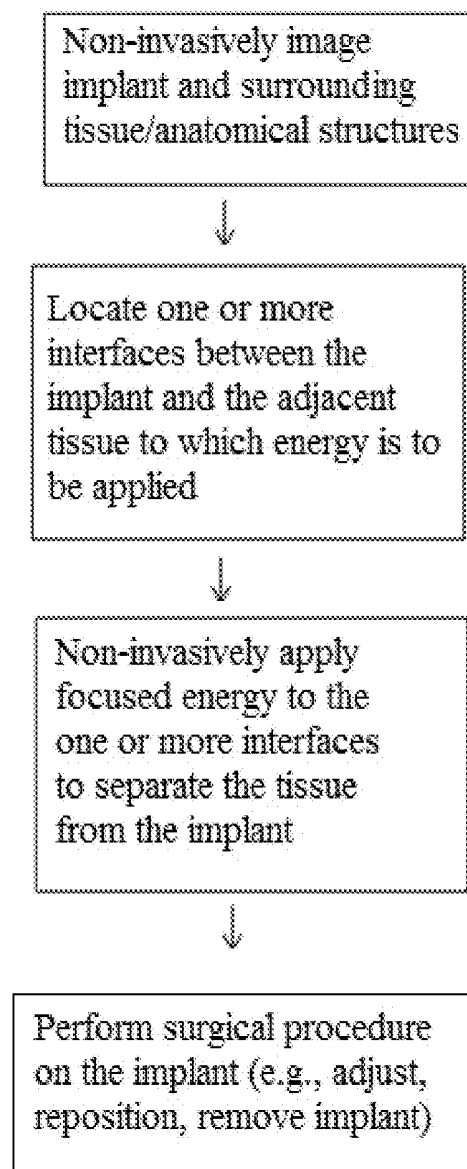 Non-invasively image
implant and surrounding
tissue/anatomical structures
Locate one or more
interfaces between the
implant and the adjacent
tissue to which energy is to
be applied
Non-invasively apply
focused energy to the
one or more interfaces
to separate the tissue
from the implant
Perform surgical procedure
on the implant (e.g., adjust,
reposition, remove implant)